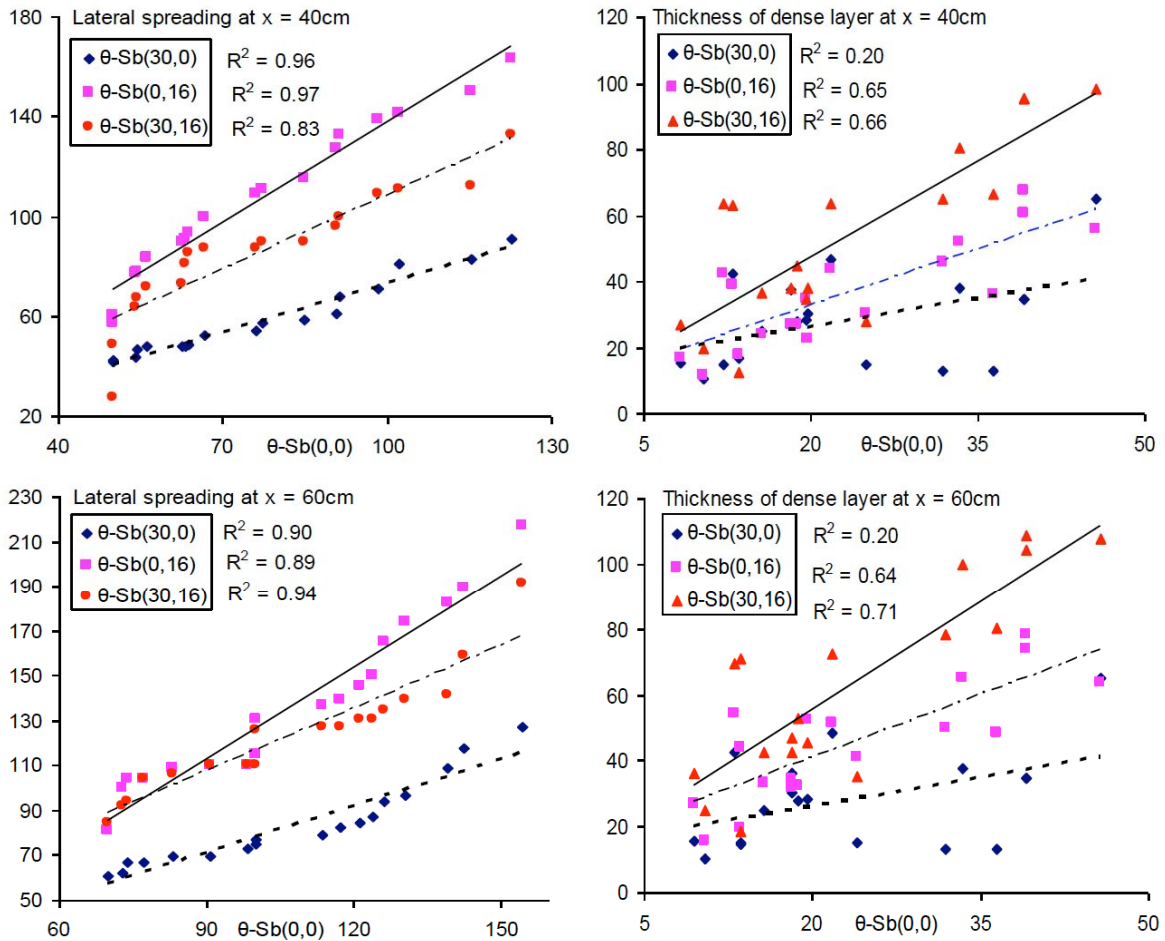 Lateral spreading at x = 40cm
180
140
100
60
20
θ-Sb(30,0)
θ-Sb(0,16)
θ-Sb(30,16)
R² = 0.96
R² = 0.97
R² = 0.83
40
70
θ-Sb(0,0)
100
130
Thickness of dense layer at x = 40cm
120
100
80
60
40
20
0
θ-Sb(30,0)
θ-Sb(0,16)
θ-Sb(30,16)
R² = 0.20
R² = 0.65
R² = 0.66
5
20
θ-Sb(0,0)
35
50
Lateral spreading at x = 60cm
230
210
190
170
150
130
110
90
70
50
θ-Sb(30,0)
θ-Sb(0,16)
θ-Sb(30,16)
R² = 0.90
R² = 0.89
R² = 0.94
60
90
θ-Sb(0,0)
120
150
Thickness of dense layer at x = 60cm
120
100
80
60
40
20
0
θ-Sb(30,0)
θ-Sb(0,16)
θ-Sb(30,16)
R² = 0.20
R² = 0.64
R² = 0.71
5
20
θ-Sb(0,0)
35
50